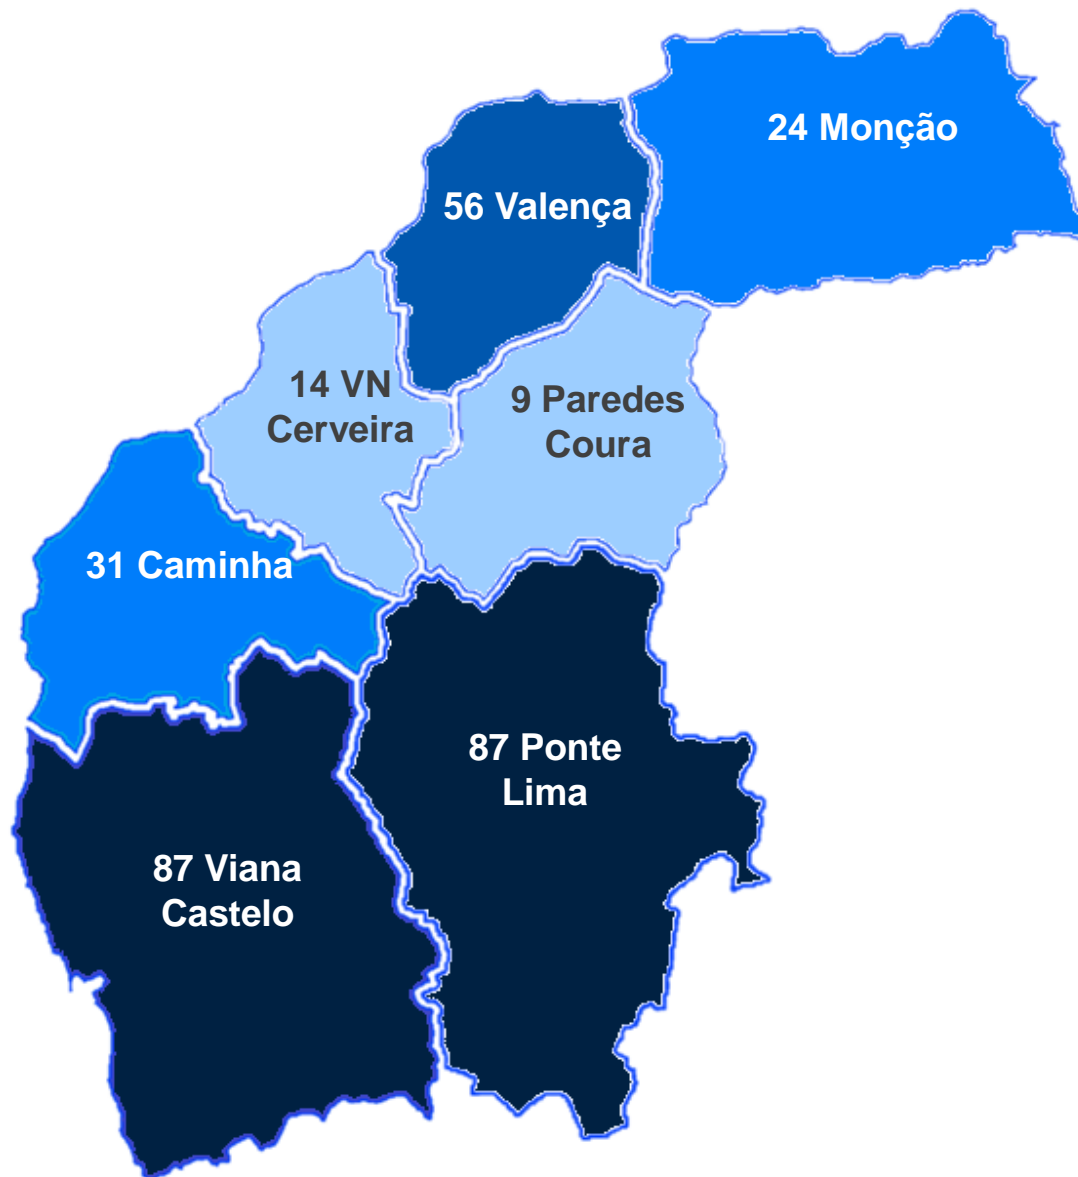 24 Monção
56 Valença
14 VN
Cerveira
9 Paredes
Coura
31 Caminha
87 Ponte
Lima
87 Viana
Castelo